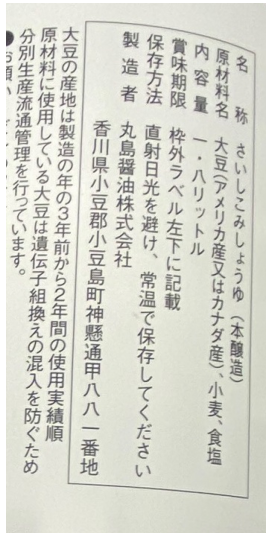 名称 さいしこみしょうゆ（本醸造）
原材料名 大豆（アメリカ産又はカナダ産）、小麦、食塩
内容量 一・八リットル
賞味期限 枠外ラベル左下に記載
保存方法 直射日光を避け、常温で保存してください
製造者 丸島醤油株式会社
香川県小豆郡小豆島町神懸通甲八八一番地
大豆の産地は製造の年の3年前から2年間の使用実績順
原材料に使用している大豆は遺伝子組換えの混入を防ぐため
分別生産流通管理を行っています。